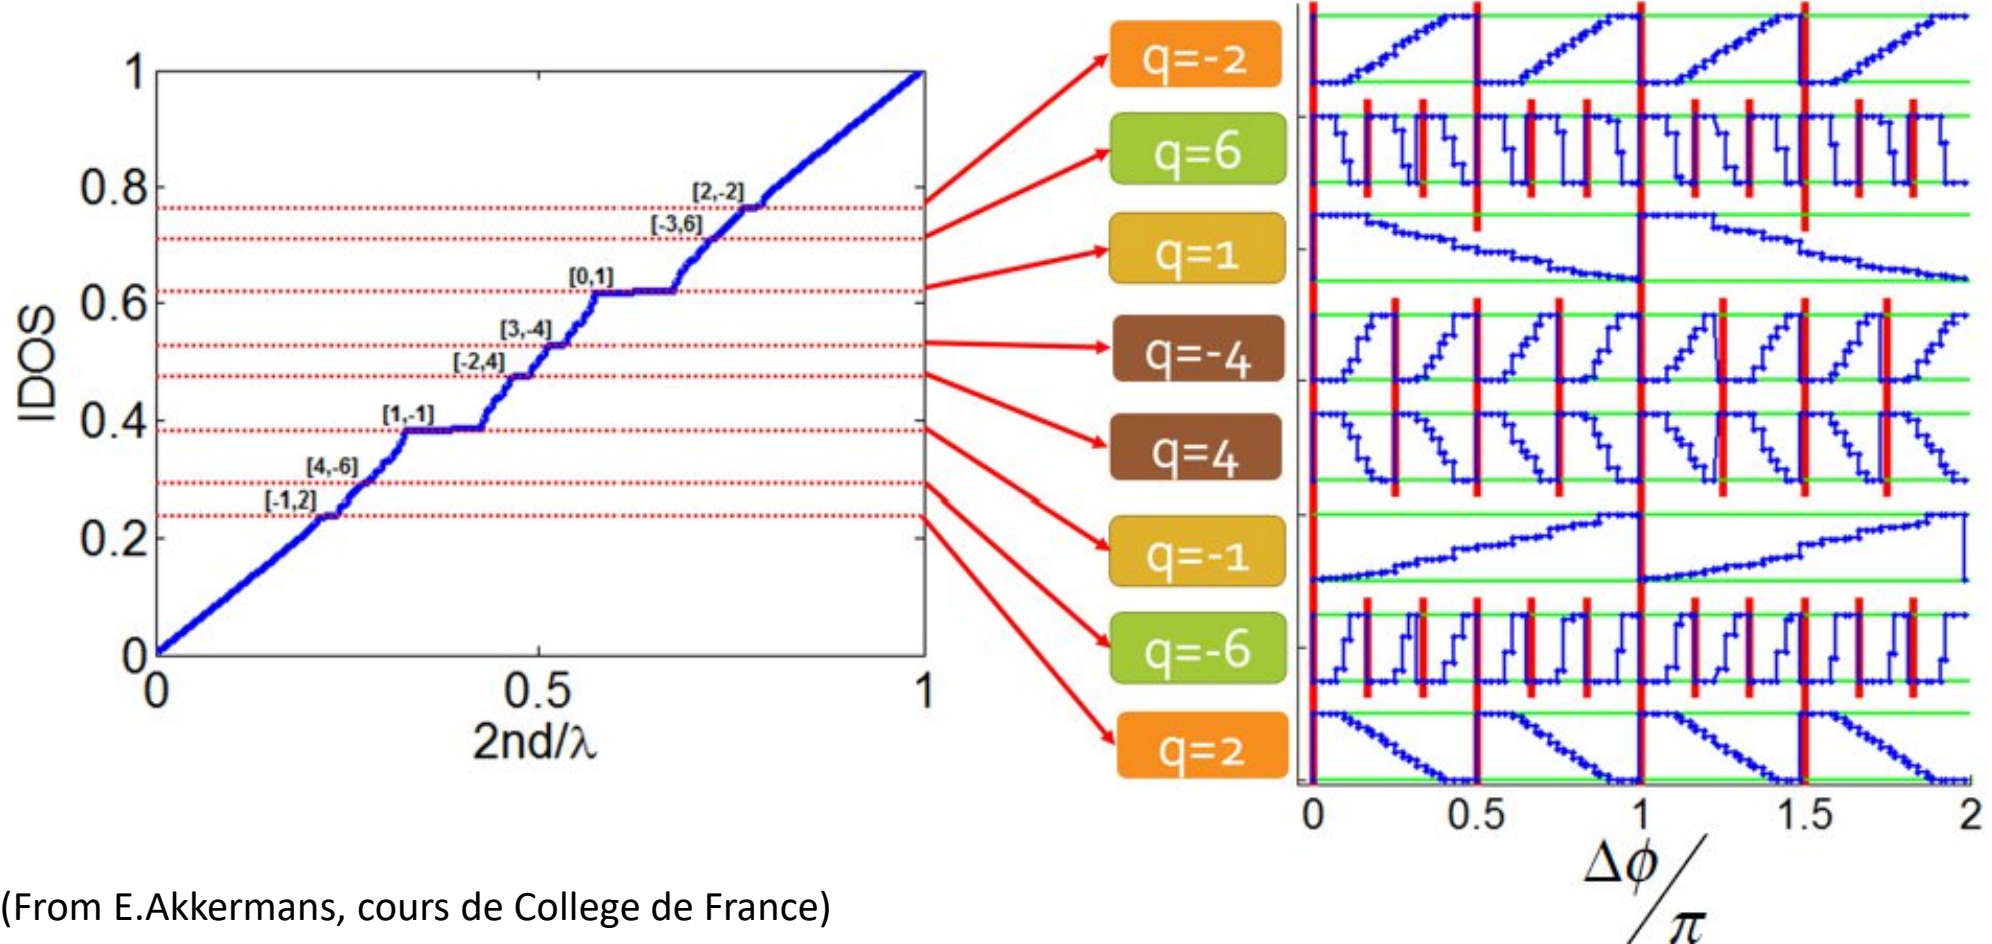 1
0.8
0.6
0.4
0.2
0
IDOS
[2,-2]
[-3,6]
[0,1]
[3,-4]
[-2,4]
[1,-1]
[4,-6]
[-1,2]
0 0.5 1
2nd/λ
q=-2
q=6
q=1
q=-4
q=4
q=-1
q=-6
q=2
0 0.5 1 1.5 2
Δϕ/π
(From E.Akkermans, cours de College de France)